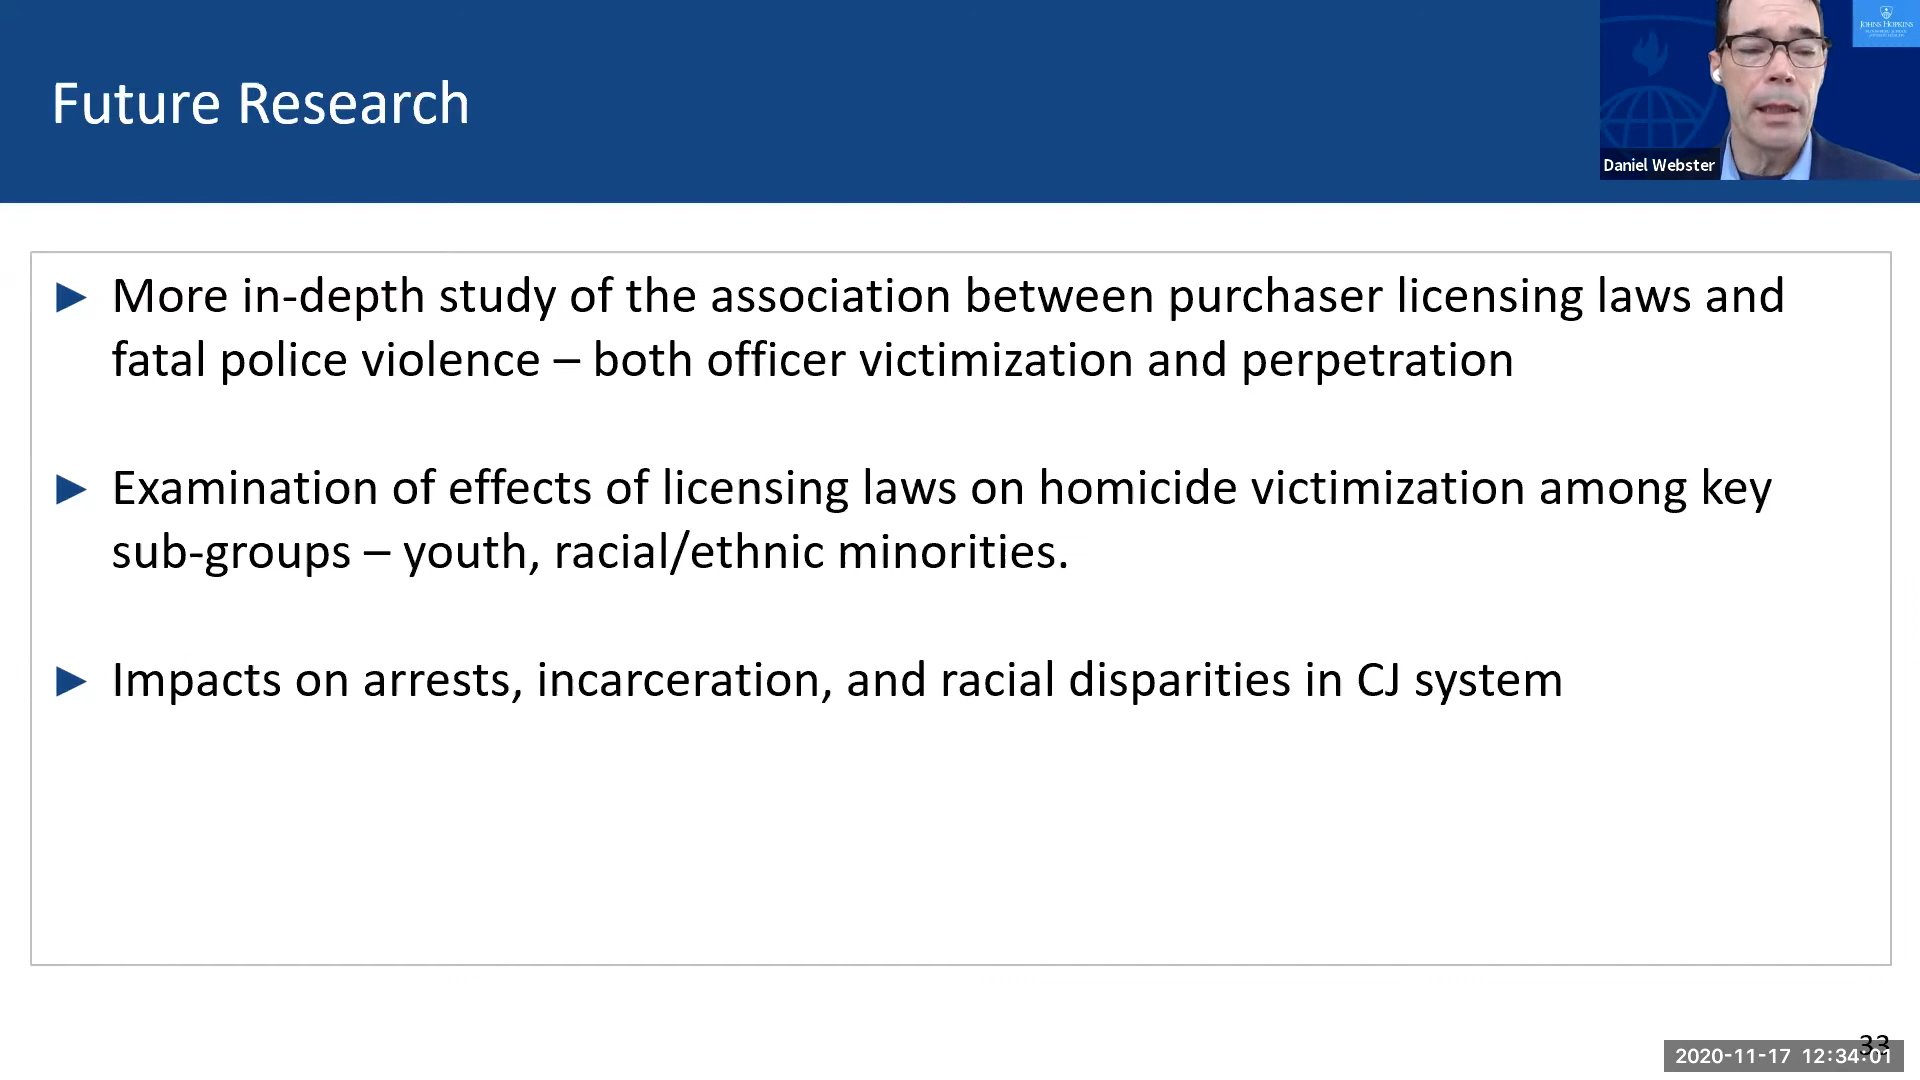 Future Research
JOHNS HOPKINS
Daniel Webster
► More in-depth study of the association between purchaser licensing laws and
fatal police violence – both officer victimization and perpetration
► Examination of effects of licensing laws on homicide victimization among key
sub-groups – youth, racial/ethnic minorities.
► Impacts on arrests, incarceration, and racial disparities in CJ system
33
2020-11-17 12:34:01